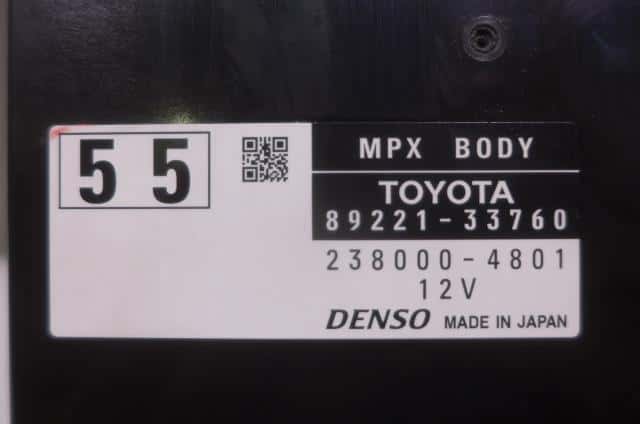 55
MPX BODY
TOYOTA
89221-33760
238000-4801
12V
DENSO MADE IN JAPAN